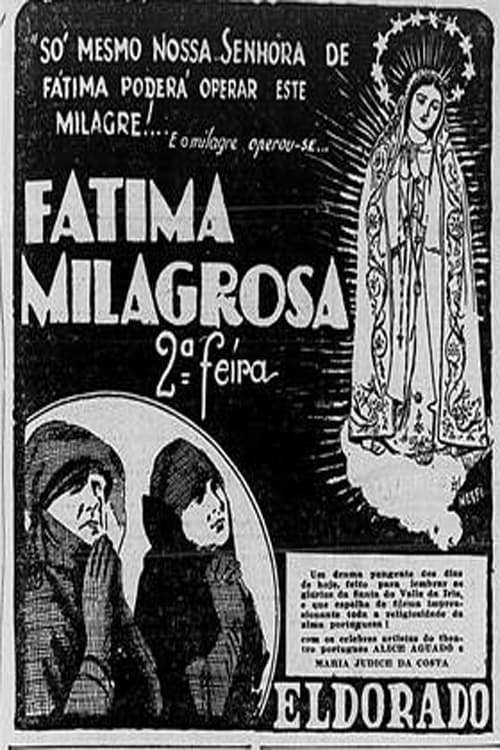 "SÓ MESMO NOSSA SENHORA DE
FÁTIMA PODERÁ OPERAR ESTE
MILAGRE!...
E o milagre operou-se...
FATIMA
MILAGROSA
2ª feira
Um drama pungente dos dias
de hoje, feito para lembrar as
glórias da Santa do Valle da Iria,
e que espalha de fórma impres-
sionante toda a religiosidade da
alma portuguesa!
com os celebres artistas do thea-
tro portuguez ALICE AGUADO e
MARIA JUDICE DA COSTA
ELDORADO